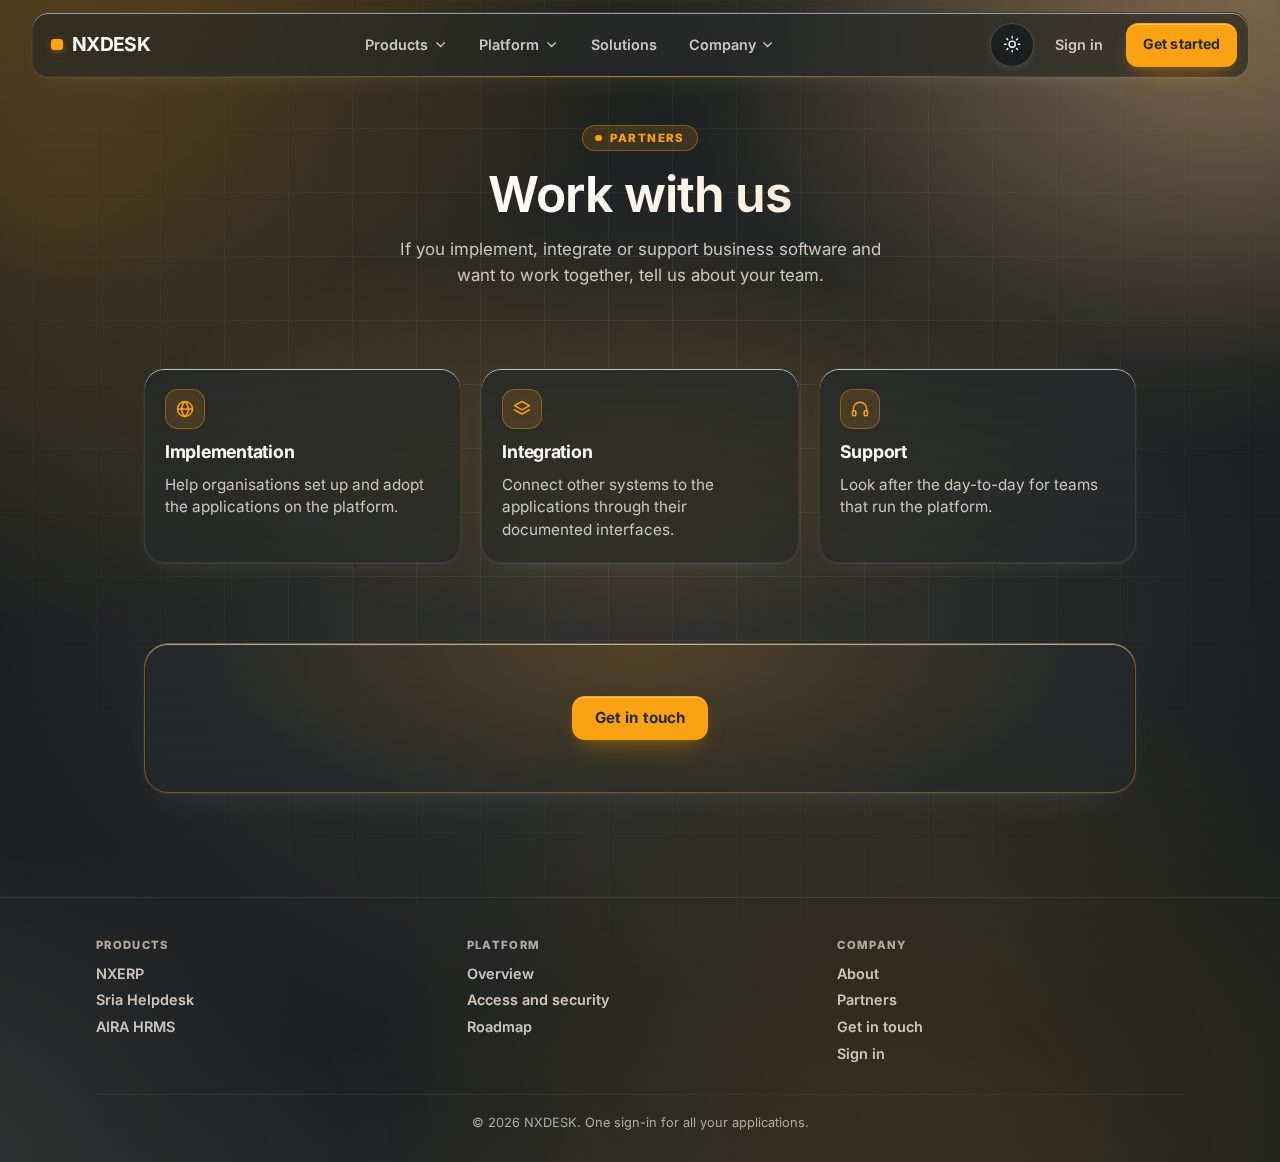 NXDESK
Products
Platform
Solutions
Company
Sign in
Get started
PARTNERS
Work with us
If you implement, integrate or support business software and
want to work together, tell us about your team.
Implementation
Help organisations set up and adopt
the applications on the platform.
Integration
Connect other systems to the
applications through their
documented interfaces.
Support
Look after the day-to-day for teams
that run the platform.
Get in touch
PRODUCTS
NXERP
Sria Helpdesk
AIRA HRMS
PLATFORM
Overview
Access and security
Roadmap
COMPANY
About
Partners
Get in touch
Sign in
© 2026 NXDESK. One sign-in for all your applications.